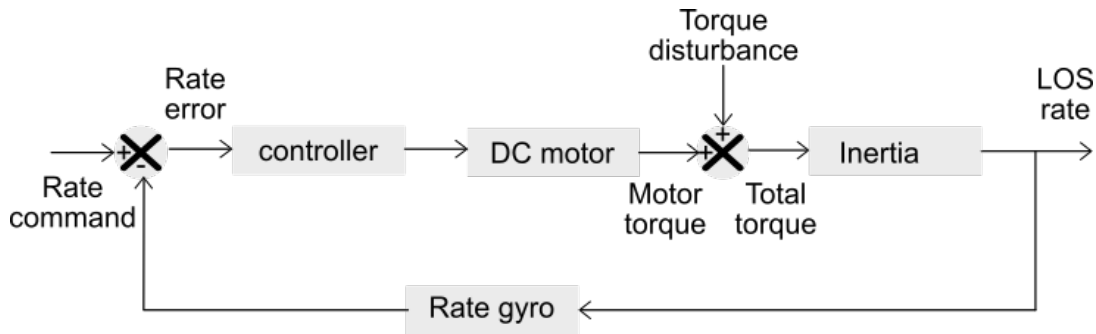 Torque
disturbance
Rate
error
LOS
rate
+
+
-
controller
DC motor
+
Inertia
Rate
command
Motor
torque
Total
torque
Rate gyro